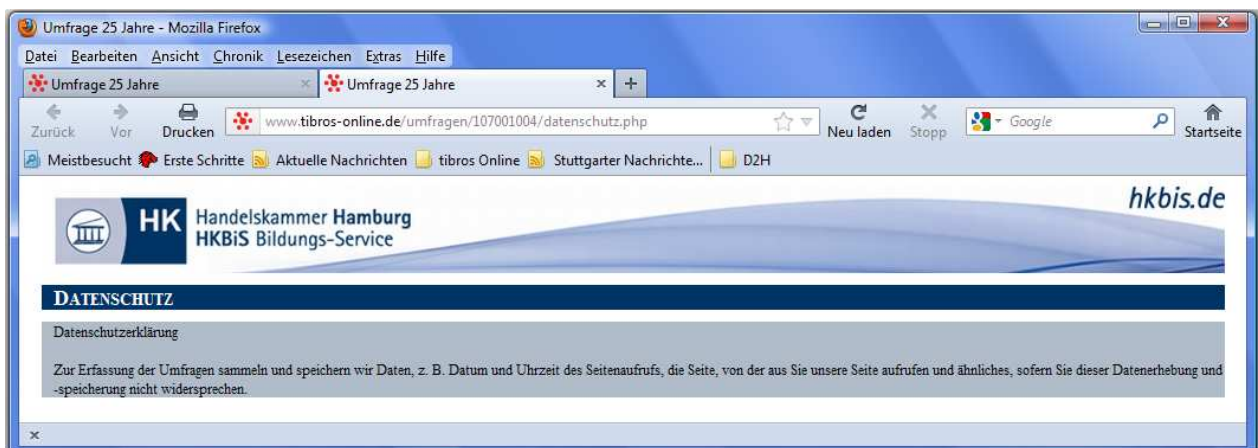 Umfrage 25 Jahre - Mozilla Firefox
Datei Bearbeiten Ansicht Chronik Lesezeichen Extras Hilfe
Umfrage 25 Jahre Umfrage 25 Jahre
www.tibros-online.de/umfragen/107001004/datenschutz.php Google
Zurück Vor Drucken Neu laden Stopp Startseite
Meistbesucht Erste Schritte Aktuelle Nachrichten tibros Online Stuttgarter Nachrichte... D2H
hkbis.de
HK Handelskammer Hamburg
HKBiS Bildungs-Service
DATENSCHUTZ
Datenschutzerklärung
Zur Erfassung der Umfragen sammeln und speichern wir Daten, z. B. Datum und Uhrzeit des Seitenaufrufs, die Seite, von der aus Sie unsere Seite aufrufen und ähnliches, sofern Sie dieser Datenerhebung und
-speicherung nicht widersprechen.